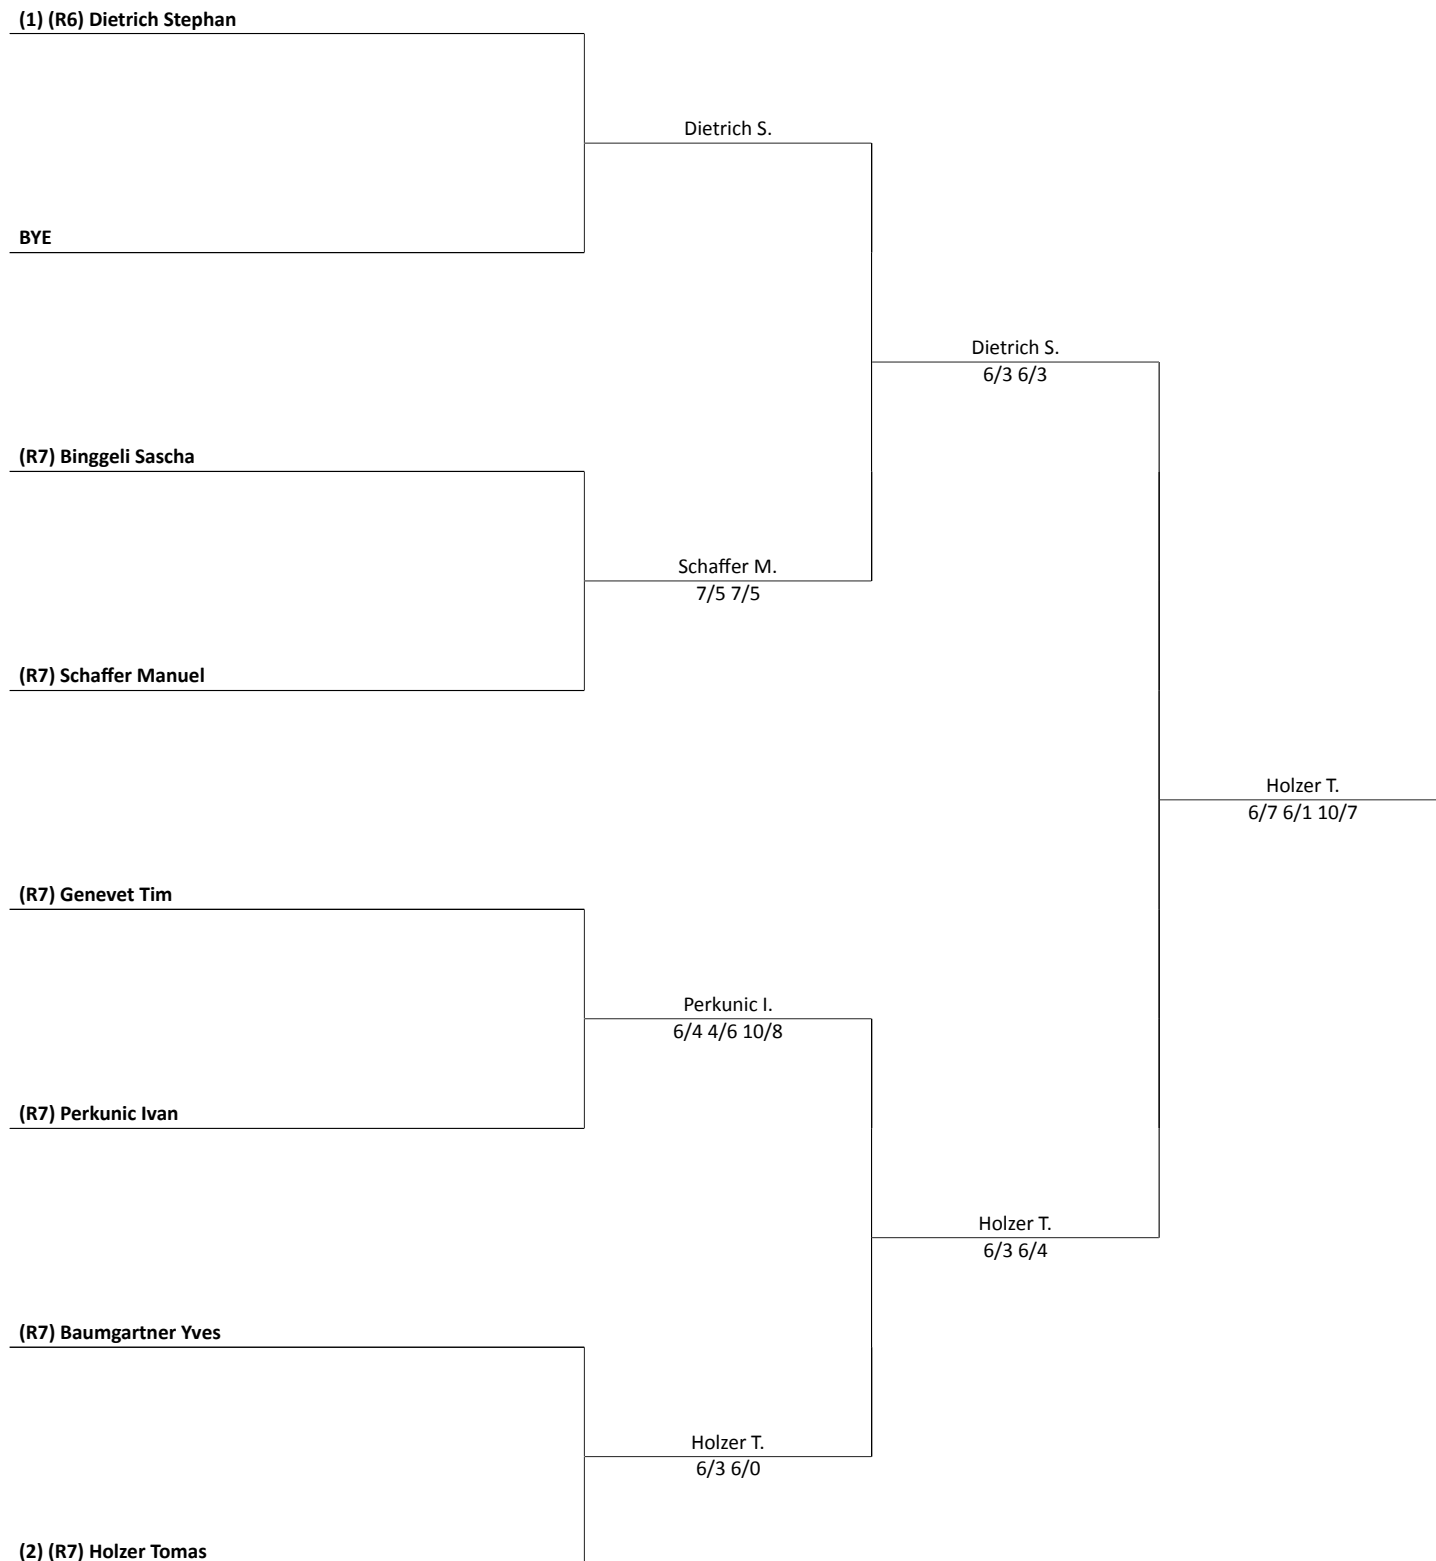 (1) (R6) Dietrich Stephan
Dietrich S.
BYE
Dietrich S.
6/3 6/3
(R7) Binggeli Sascha
Schaffer M.
7/5 7/5
(R7) Schaffer Manuel
Holzer T.
6/7 6/1 10/7
(R7) Genevet Tim
Perkunic I.
6/4 4/6 10/8
(R7) Perkunic Ivan
Holzer T.
6/3 6/4
(R7) Baumgartner Yves
Holzer T.
6/3 6/0
(2) (R7) Holzer Tomas